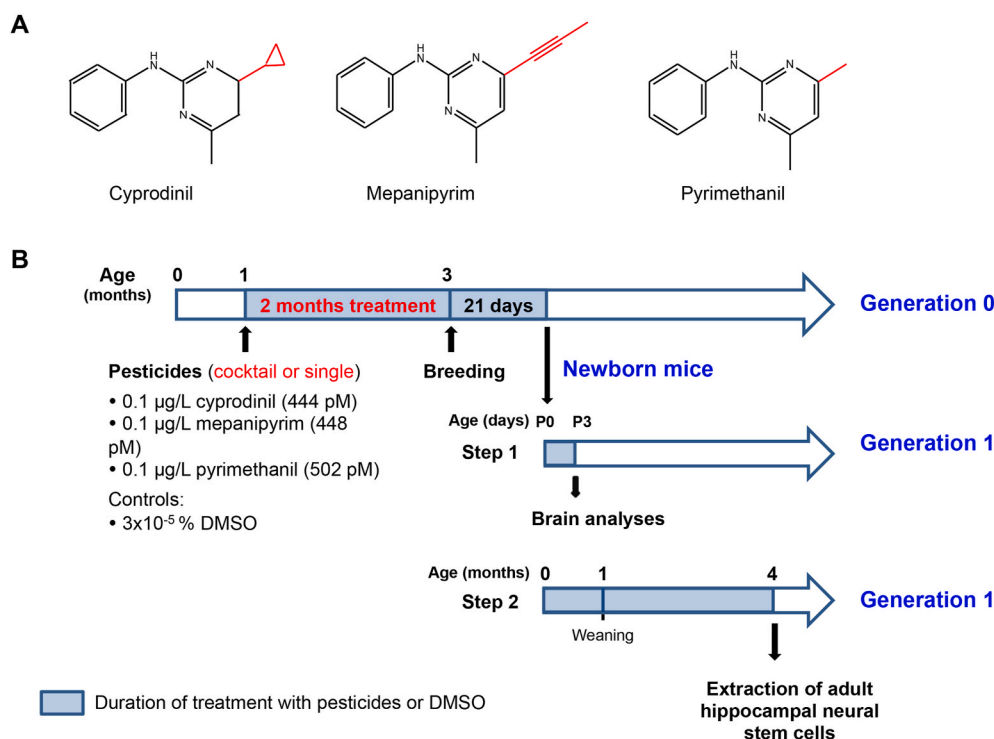 A
H
N
N
N
Cyprodinil
H
N
N
N
Mepanipyrim
H
N
N
N
Pyrimethanil
B
Age
(months)
0 1 3
2 months treatment 21 days
Generation 0
Pesticides (cocktail or single)
• 0.1 µg/L cyprodinil (444 pM)
• 0.1 µg/L mepanipyrim (448
pM)
• 0.1 µg/L pyrimethanil (502 pM)
Controls:
• 3x10⁻⁵ % DMSO
Breeding
Newborn mice
Age (days) P0 P3
Step 1
Generation 1
Brain analyses
Age (months) 0 1 4
Step 2
Generation 1
Weaning
Extraction of adult
hippocampal neural
stem cells
Duration of treatment with pesticides or DMSO